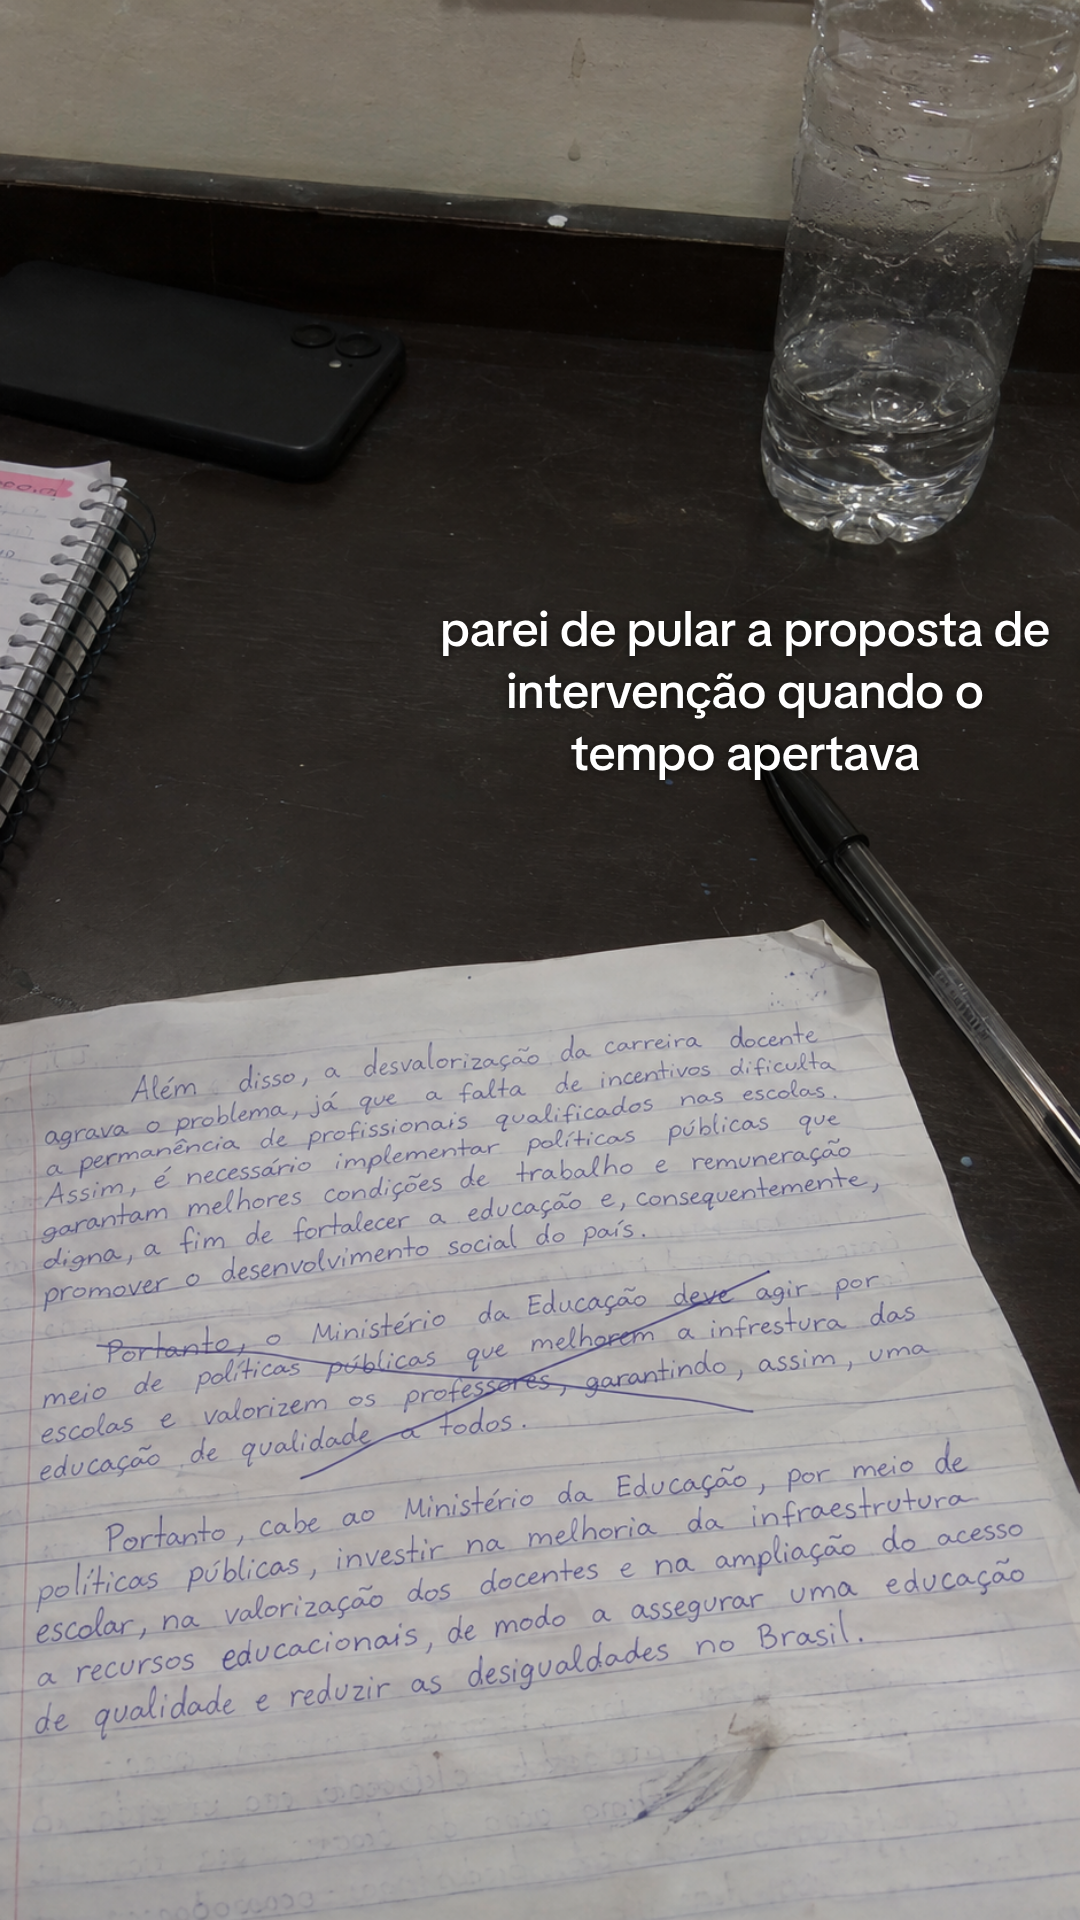 parei de pular a proposta de
intervenção quando o
tempo apertava
Além disso, a desvalorização da carreira docente
agrava o problema, já que a falta de incentivos dificulta
a permanência de profissionais qualificados nas escolas.
Assim, é necessário implementar políticas públicas que
garantam melhores condições de trabalho e remuneração
digna, a fim de fortalecer a educação e, consequentemente,
promover o desenvolvimento social do país.
Portanto, o Ministério da Educação deve agir por
meio de políticas públicas que melhorem a infrestura das
escolas e valorizem os professores, garantindo, assim, uma
educação de qualidade a todos.
Portanto, cabe ao Ministério da Educação, por meio de
políticas públicas, investir na melhoria da infraestrutura
escolar, na valorização dos docentes e na ampliação do acesso
a recursos educacionais, de modo a assegurar uma educação
de qualidade e reduzir as desigualdades no Brasil.